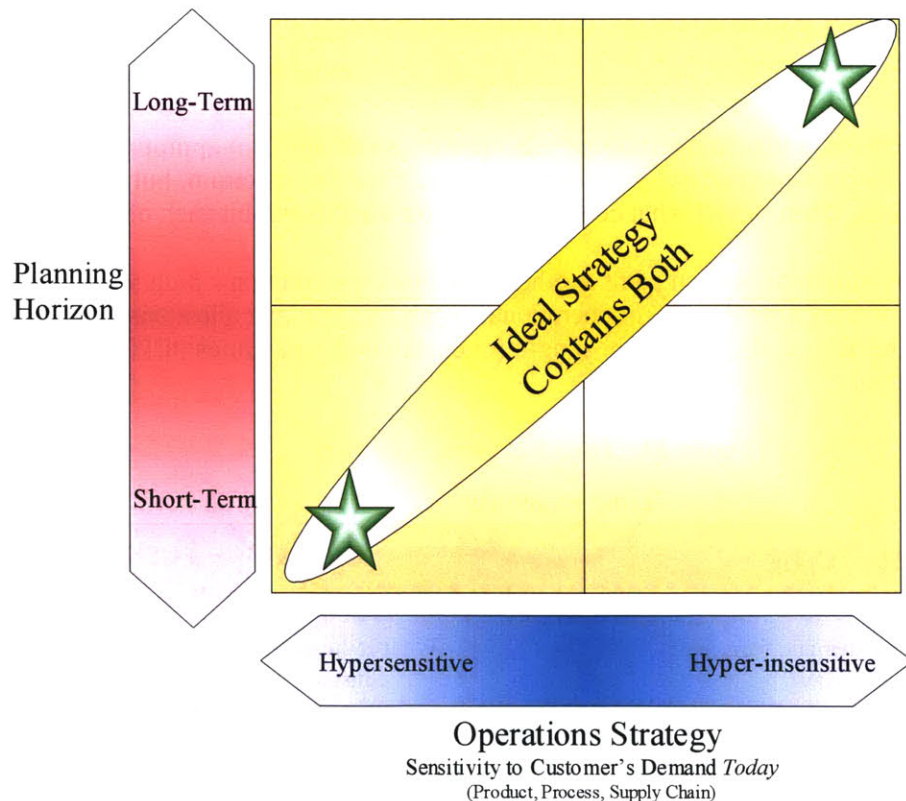 Long-Term
Planning
Horizon
Short-Term
Ideal Strategy
Contains Both
Hypersensitive
Hyper-insensitive
Operations Strategy
Sensitivity to Customer's Demand Today
(Product, Process, Supply Chain)